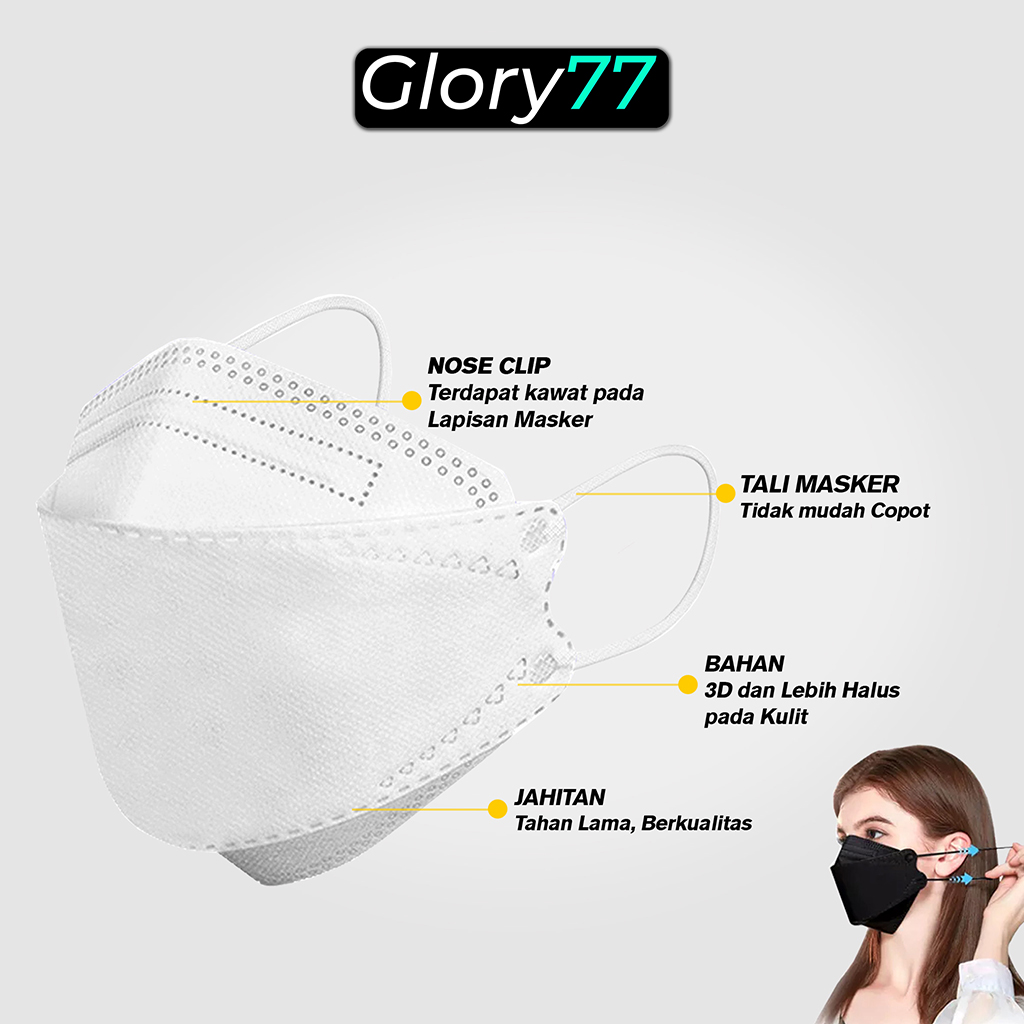 Glory77
NOSE CLIP
Terdapat kawat pada
Lapisan Masker
TALI MASKER
Tidak mudah Copot
BAHAN
3D dan Lebih Halus
pada Kulit
JAHITAN
Tahan Lama, Berkualitas